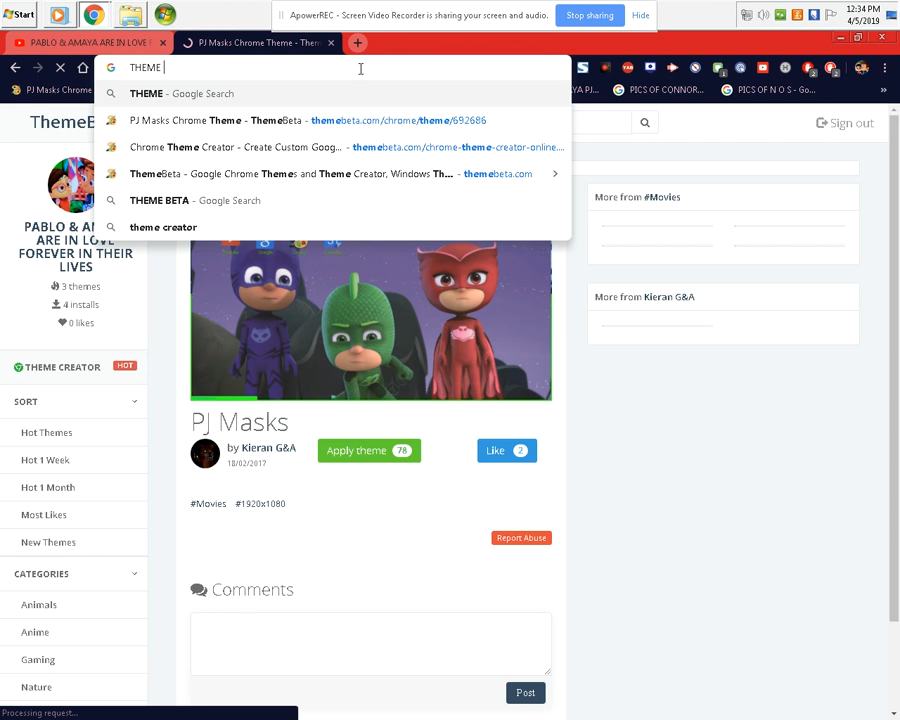 Start
ApowerREC - Screen Video Recorder is sharing your screen and audio.
Stop sharing
Hide
12:34 PM
4/5/2019
PABLO & AMAYA ARE IN LOVE F
PJ Masks Chrome Theme - Them
THEME
PJ Masks Chrome
YA PJ...
PICS OF CONNOR...
PICS OF N O S - Go...
THEME - Google Search
PJ Masks Chrome Theme - ThemeBeta - themebeta.com/chrome/theme/692686
Chrome Theme Creator - Create Custom Goog... - themebeta.com/chrome-theme-creator-online...
ThemeBeta - Google Chrome Themes and Theme Creator, Windows Th... - themebeta.com
THEME BETA - Google Search
theme creator
ThemeB
Sign out
PABLO & AM
ARE IN LOVE
FOREVER IN THEIR
LIVES
3 themes
4 installs
0 likes
THEME CREATOR
HOT
SORT
Hot Themes
Hot 1 Week
Hot 1 Month
Most Likes
New Themes
CATEGORIES
Animals
Anime
Gaming
Nature
PJ Masks
by Kieran G&A
18/02/2017
Apply theme 78
Like 2
#Movies #1920x1080
Report Abuse
Comments
Post
More from #Movies
More from Kieran G&A
Processing request...